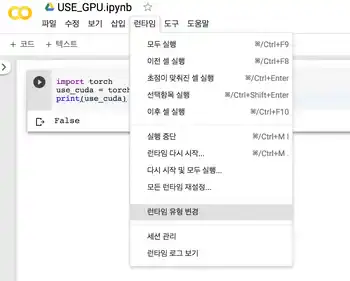 USE_GPU.ipynb
파일 수정 보기 삽입 런타임 도구 도움말
+ 코드 + 텍스트
모두 실행 ⌘/Ctrl+F9
이전 셀 실행 ⌘/Ctrl+F8
초점이 맞춰진 셀 실행 ⌘/Ctrl+Enter
선택항목 실행 ⌘/Ctrl+Shift+Enter
이후 셀 실행 ⌘/Ctrl+F10
실행 중단 ⌘/Ctrl+M I
런타임 다시 시작... ⌘/Ctrl+M .
다시 시작 및 모두 실행...
모든 런타임 재설정...
런타임 유형 변경
세션 관리
런타임 로그 보기
import torch
use_cuda = torch
print(use_cuda)
False